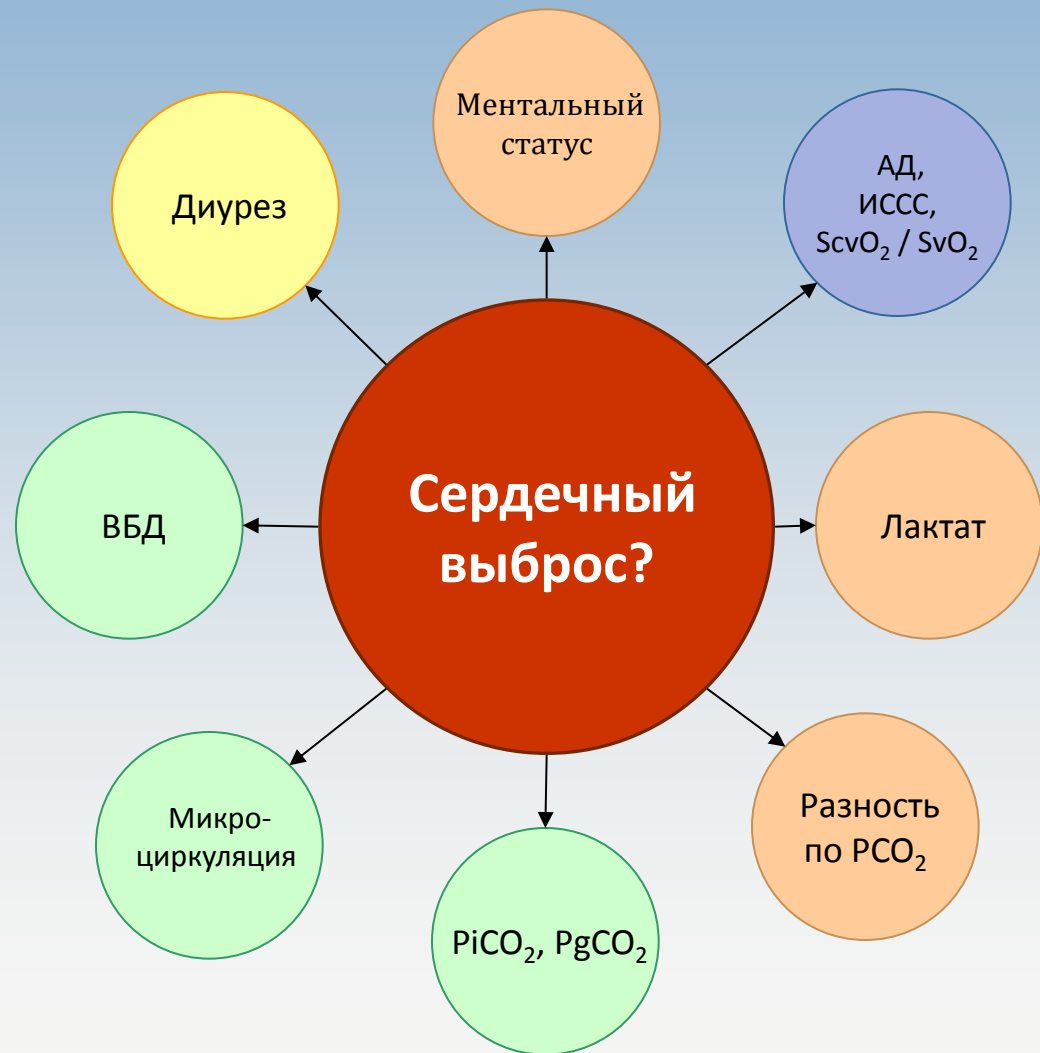 Ментальный
статус
Диурез
АД,
ИССС,
ScvO₂ / SvO₂
ВБД
Сердечный
выброс?
Лактат
Микро-
циркуляция
Разность
по PCO₂
PiCO₂, PgCO₂